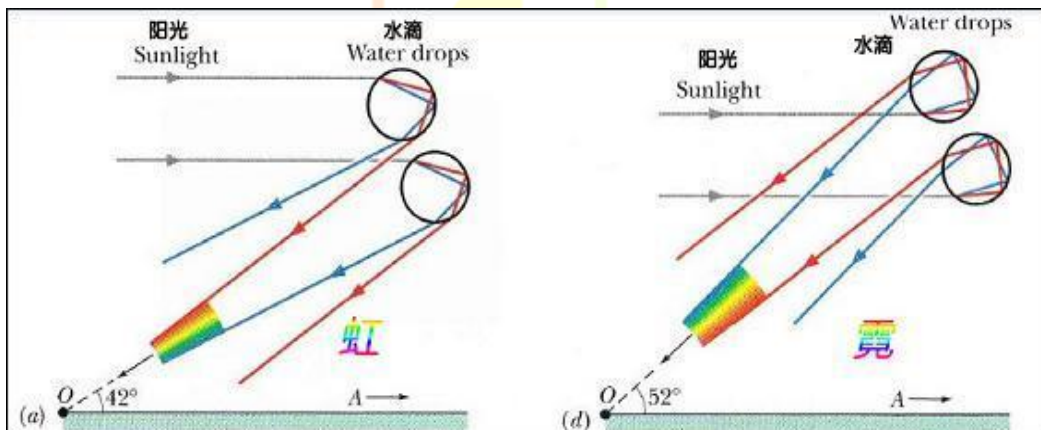 阳光
Sunlight
水滴
Water drops
虹
O
42°
A
(a)
Water drops
水滴
阳光
Sunlight
霓
O
52°
A
(d)